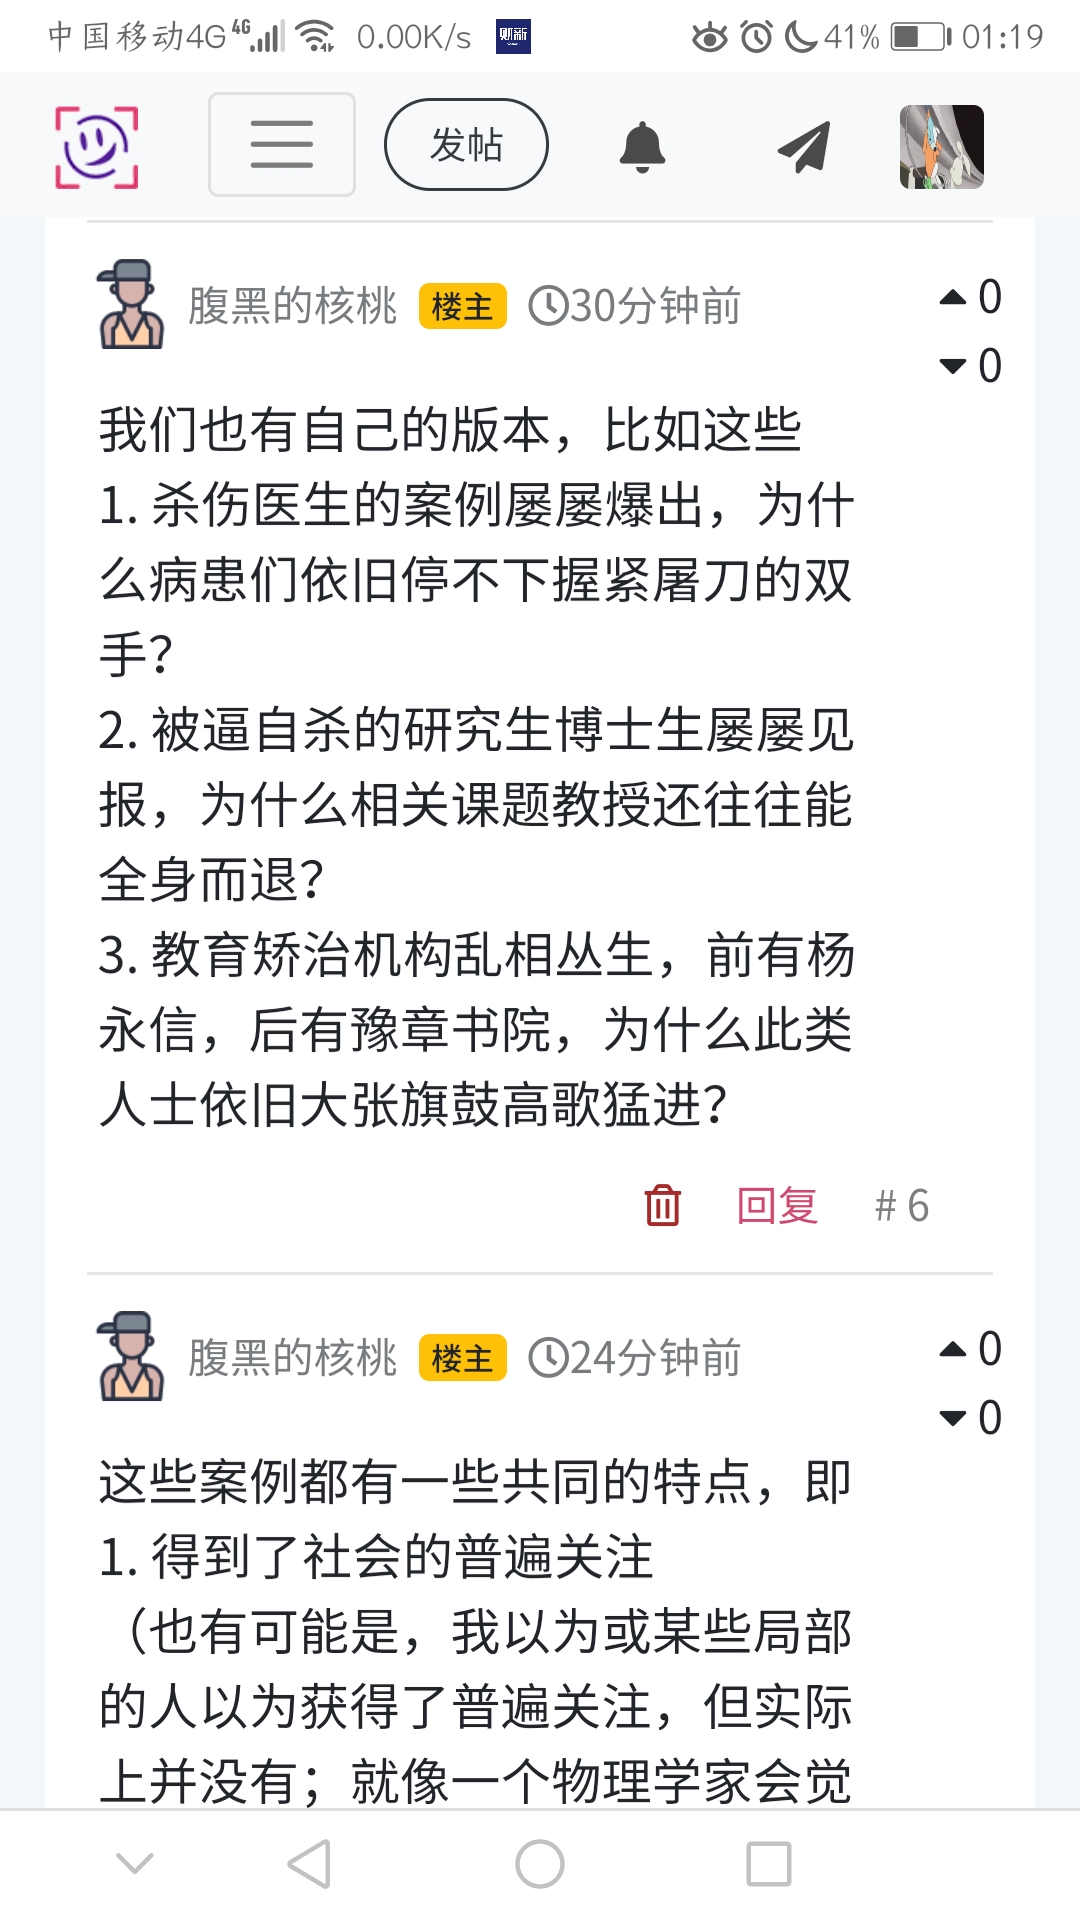 中国移动4G 4G 0.00K/s 财新 41% 01:19
发帖
腹黑的核桃 楼主 30分钟前 0
0
我们也有自己的版本，比如这些
1. 杀伤医生的案例屡屡爆出，为什
么病患们依旧停不下握紧屠刀的双
手？
2. 被逼自杀的研究生博士生屡屡见
报，为什么相关课题教授还往往能
全身而退？
3. 教育矫治机构乱相丛生，前有杨
永信，后有豫章书院，为什么此类
人士依旧大张旗鼓高歌猛进？
回复 # 6
腹黑的核桃 楼主 24分钟前 0
0
这些案例都有一些共同的特点，即
1. 得到了社会的普遍关注
（也有可能是，我以为或某些局部
的人以为获得了普遍关注，但实际
上并没有；就像一个物理学家会觉